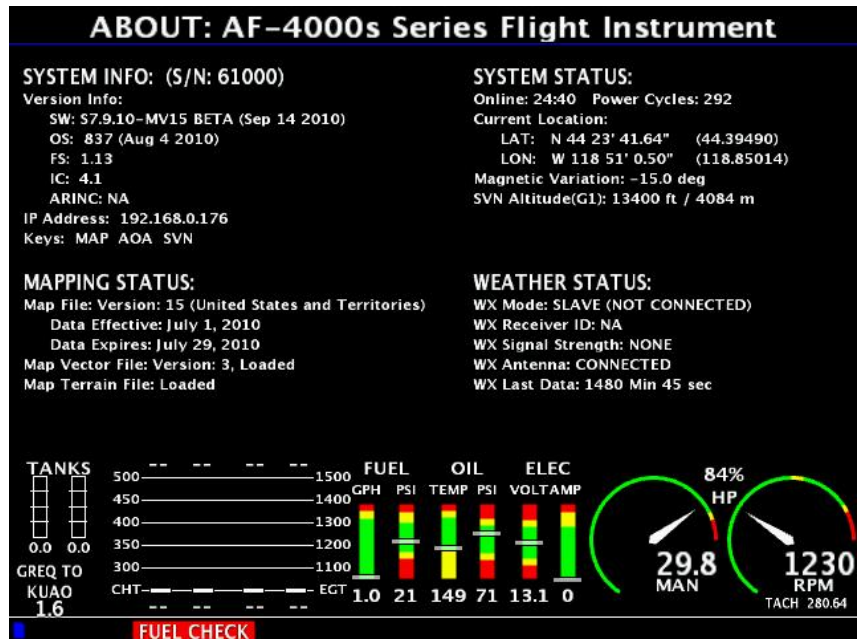 ABOUT: AF-4000s Series Flight Instrument
SYSTEM INFO: (S/N: 61000)
Version Info:
SW: S7.9.10-MV15 BETA (Sep 14 2010)
OS: 837 (Aug 4 2010)
FS: 1.13
IC: 4.1
ARINC: NA
IP Address: 192.168.0.176
Keys: MAP AOA SVN
SYSTEM STATUS:
Online: 24:40 Power Cycles: 292
Current Location:
LAT: N 44 23' 41.64" (44.39490)
LON: W 118 51' 0.50" (118.85014)
Magnetic Variation: -15.0 deg
SVN Altitude(G1): 13400 ft / 4084 m
MAPPING STATUS:
Map File: Version: 15 (United States and Territories)
Data Effective: July 1, 2010
Data Expires: July 29, 2010
Map Vector File: Version: 3, Loaded
Map Terrain File: Loaded
WEATHER STATUS:
WX Mode: SLAVE (NOT CONNECTED)
WX Receiver ID: NA
WX Signal Strength: NONE
WX Antenna: CONNECTED
WX Last Data: 1480 Min 45 sec
TANKS
0.0 0.0
GREQ TO
KUAO
1.6
-- -- -- --
500 1500
450 1400
400 1300
350 1200
300 1100
CHT EGT
-- -- -- --
FUEL OIL ELEC
GPH PSI TEMP PSI VOLT AMP
1.0 21 149 71 13.1 0
84%
HP
29.8
MAN
1230
RPM
TACH 280.64
FUEL CHECK